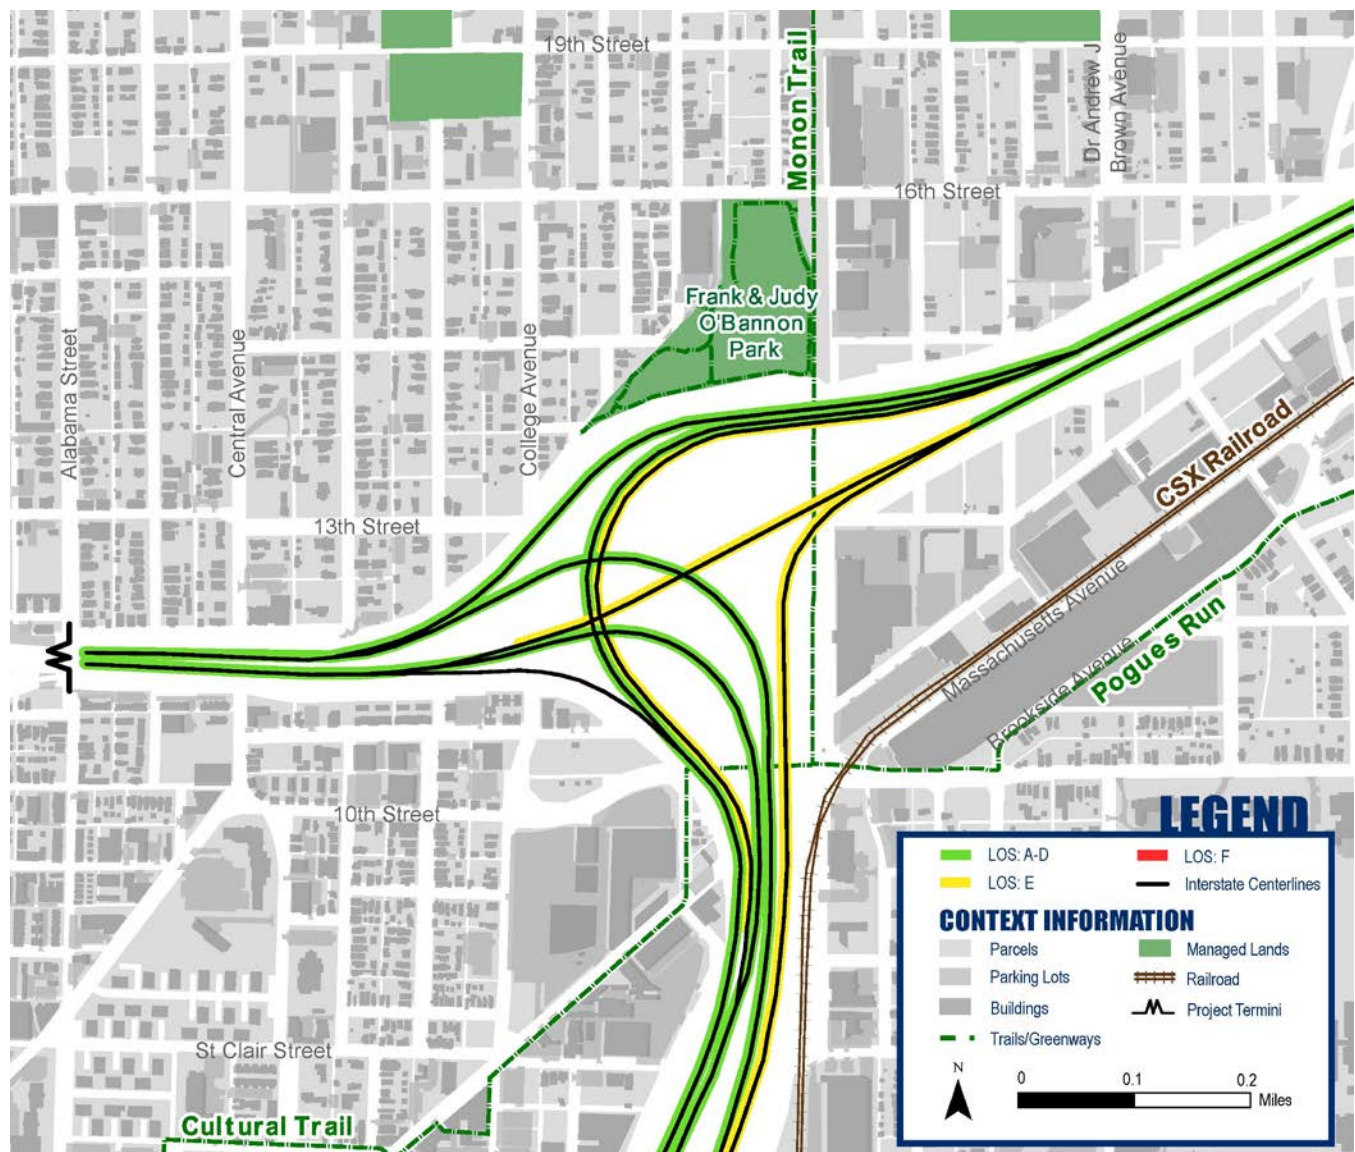 19th Street
Monon Trail
Dr Andrew J
Brown Avenue
16th Street
Frank & Judy
O'Bannon
Park
Alabama Street
Central Avenue
College Avenue
13th Street
CSX Railroad
Massachusetts Avenue
Brookside Avenue
Pogues Run
10th Street
St Clair Street
Cultural Trail
LEGEND
LOS: A-D
LOS: F
LOS: E
Interstate Centerlines
CONTEXT INFORMATION
Parcels
Managed Lands
Parking Lots
Railroad
Buildings
Project Termini
Trails/Greenways
N
0 0.1 0.2
Miles